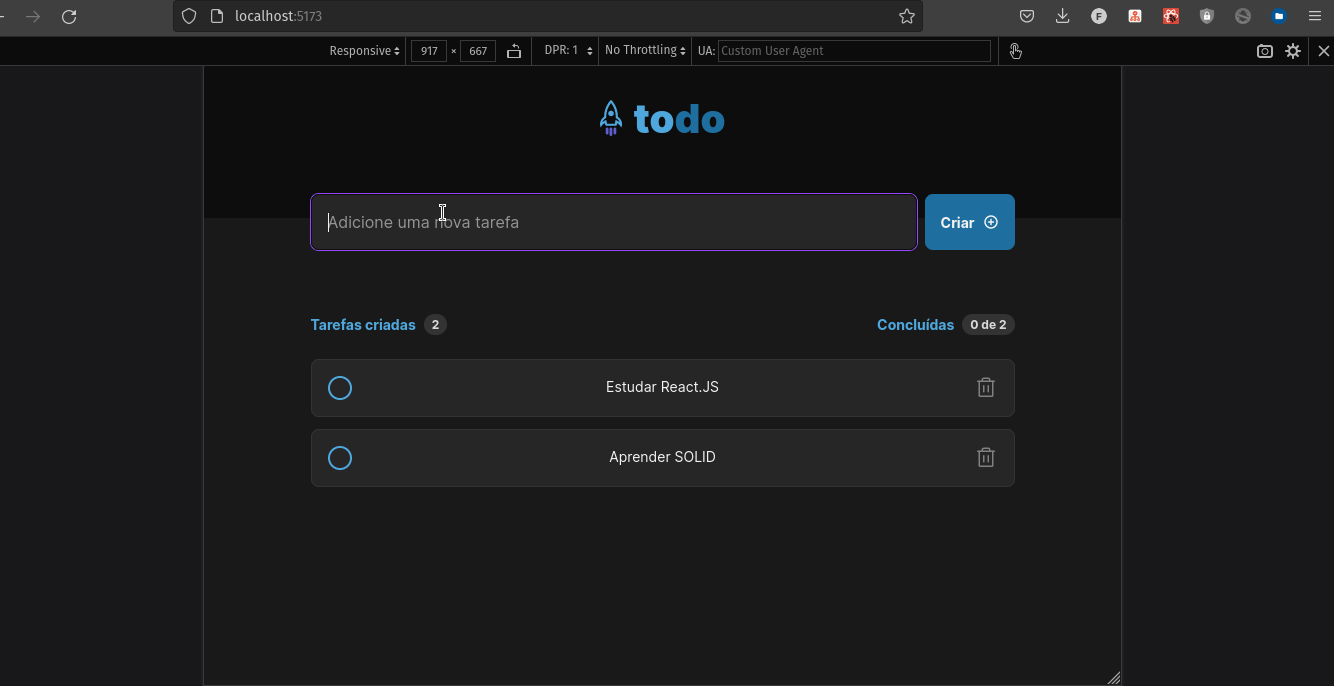 localhost:5173
F
Responsive 917 × 667 DPR: 1 No Throttling UA: Custom User Agent
todo
Adicione uma nova tarefa
Criar
Tarefas criadas 2
Concluídas 0 de 2
Estudar React.JS
Aprender SOLID